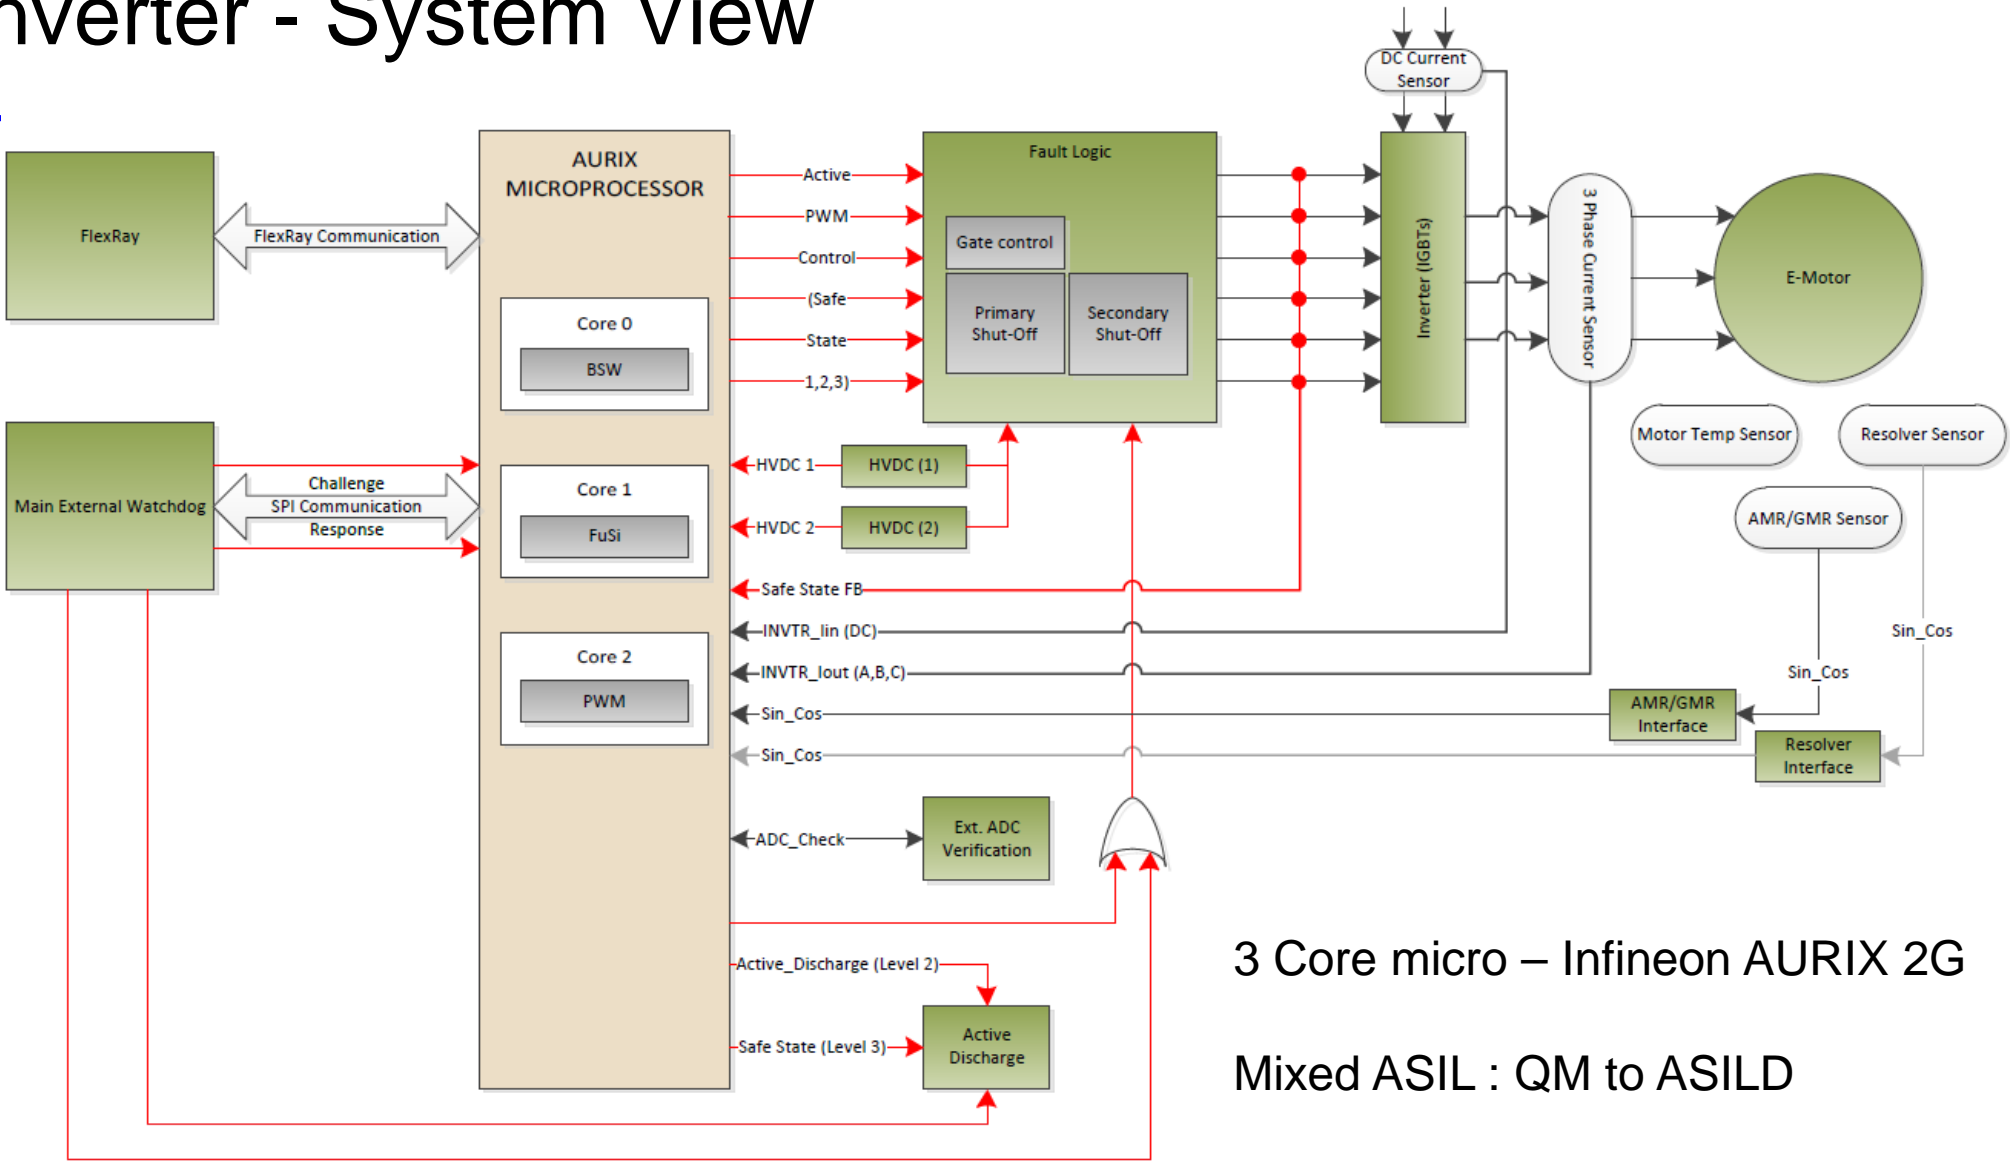 nverter - System View
DC Current
Sensor
FlexRay
FlexRay Communication
AURIX
MICROPROCESSOR
Core 0
BSW
Core 1
FuSi
Core 2
PWM
Active
PWM
Control
(Safe
State
1,2,3)
Fault Logic
Gate control
Primary
Shut-Off
Secondary
Shut-Off
Inverter (IGBTs)
3 Phase Current Sensor
E-Motor
Motor Temp Sensor
Resolver Sensor
AMR/GMR Sensor
Main External Watchdog
Challenge
SPI Communication
Response
HVDC 1
HVDC (1)
HVDC 2
HVDC (2)
Safe State FB
INVTR_Iin (DC)
INVTR_Iout (A,B,C)
Sin_Cos
Sin_Cos
Sin_Cos
Sin_Cos
AMR/GMR
Interface
Resolver
Interface
ADC_Check
Ext. ADC
Verification
Active_Discharge (Level 2)
Safe State (Level 3)
Active
Discharge
3 Core micro – Infineon AURIX 2G
Mixed ASIL : QM to ASILD